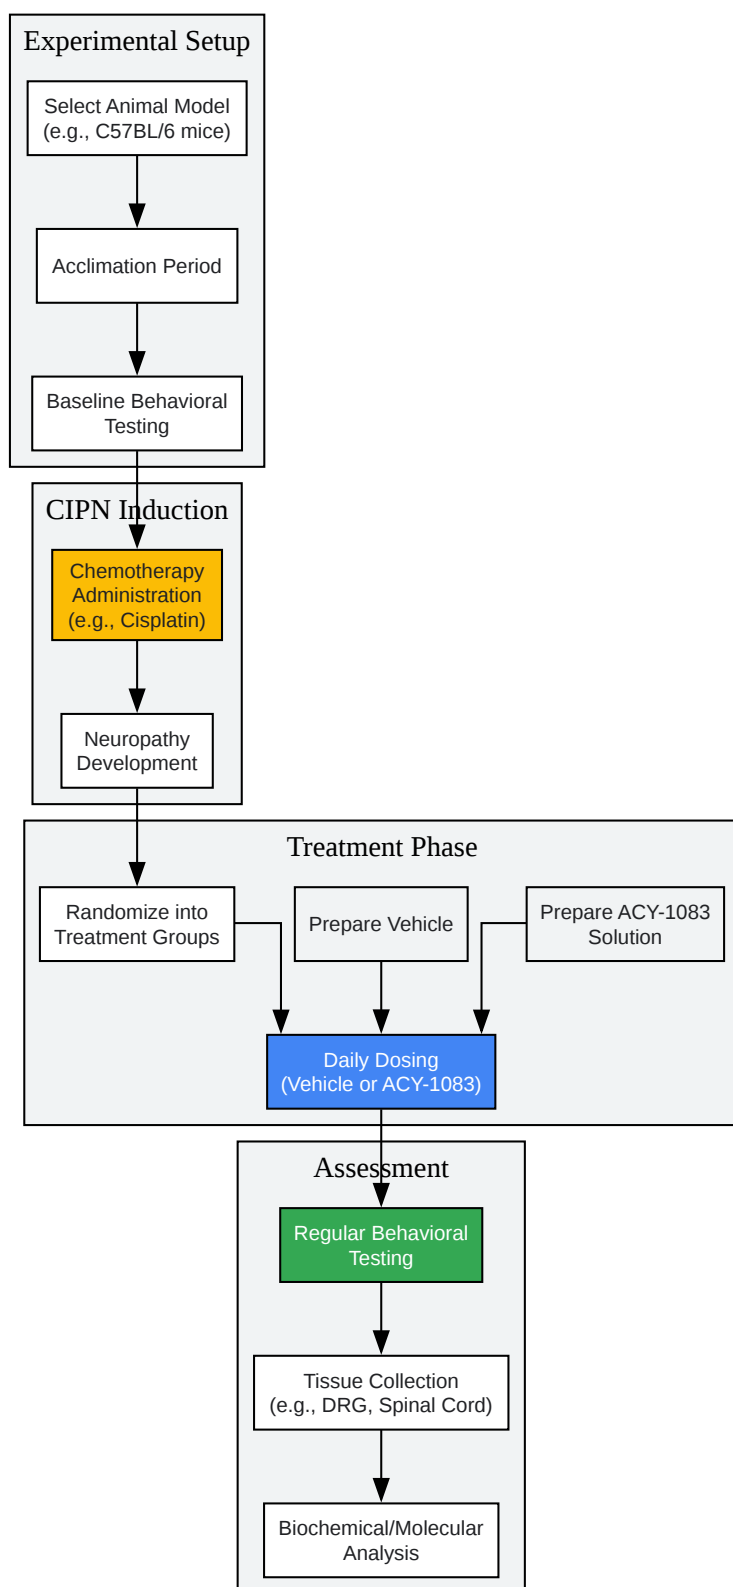 Experimental Setup
Select Animal Model
(e.g., C57BL/6 mice)
Acclimation Period
Baseline Behavioral
Testing
CIPN Induction
Chemotherapy
Administration
(e.g., Cisplatin)
Neuropathy
Development
Treatment Phase
Randomize into
Treatment Groups
Prepare Vehicle
Prepare ACY-1083
Solution
Daily Dosing
(Vehicle or ACY-1083)
Assessment
Regular Behavioral
Testing
Tissue Collection
(e.g., DRG, Spinal Cord)
Biochemical/Molecular
Analysis